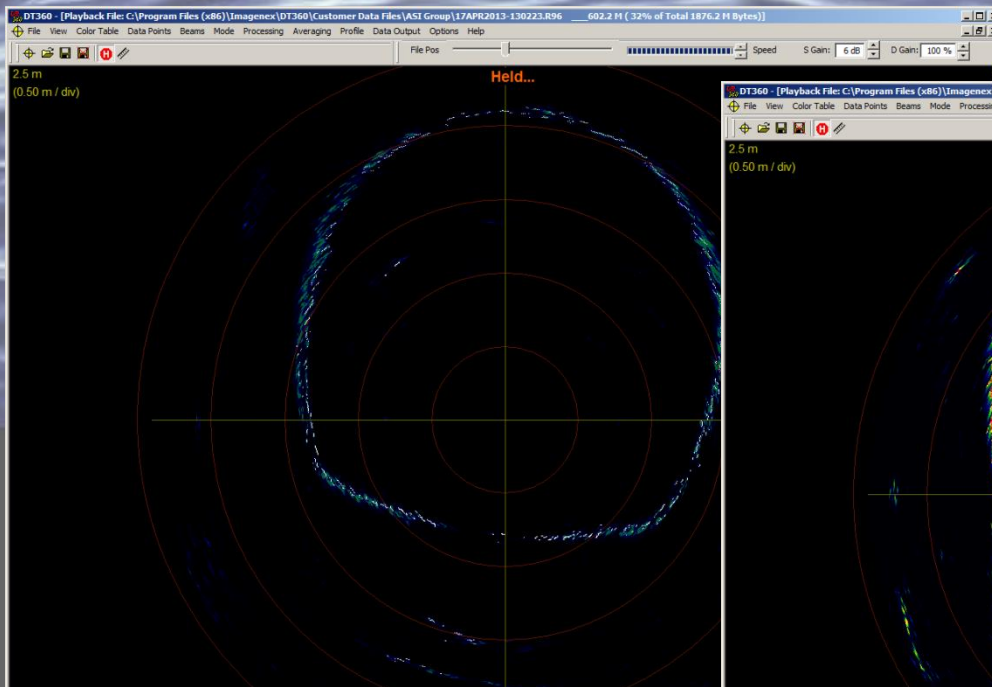 DT360 - [Playback File: C:\Program Files (x86)\Imagenex\DT360\Customer Data Files\ASI Group\17APR2013-130223.R96 ___602.2 M ( 32% of Total 1876.2 M Bytes)]
File View Color Table Data Points Beams Mode Processing Averaging Profile Data Output Options Help
H File Pos Speed S Gain: 6 dB D Gain: 100 %
2.5 m
(0.50 m / div)
Held...
DT360 - [Playback File: C:\Program Files (x86)\Imagenex
File View Color Table Data Points Beams Mode Processi
H
2.5 m
(0.50 m / div)